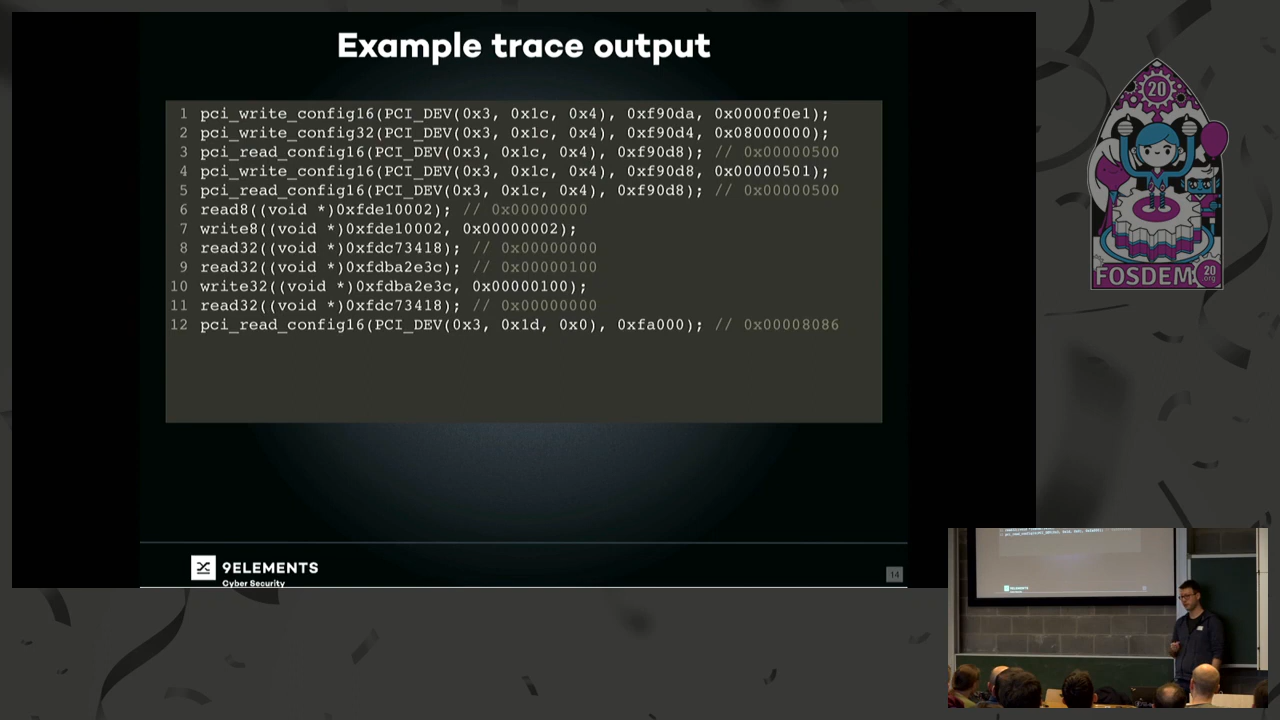 Example trace output
1 pci_write_config16(PCI_DEV(0x3, 0x1c, 0x4), 0xf90da, 0x0000f0e1);
2 pci_write_config32(PCI_DEV(0x3, 0x1c, 0x4), 0xf90d4, 0x08000000);
3 pci_read_config16(PCI_DEV(0x3, 0x1c, 0x4), 0xf90d8); // 0x00000500
4 pci_write_config16(PCI_DEV(0x3, 0x1c, 0x4), 0xf90d8, 0x00000501);
5 pci_read_config16(PCI_DEV(0x3, 0x1c, 0x4), 0xf90d8); // 0x00000500
6 read8((void *)0xfde10002); // 0x00000000
7 write8((void *)0xfde10002, 0x00000002);
8 read32((void *)0xfdc73418); // 0x00000000
9 read32((void *)0xfdba2e3c); // 0x00000100
10 write32((void *)0xfdba2e3c, 0x00000100);
11 read32((void *)0xfdc73418); // 0x00000000
12 pci_read_config16(PCI_DEV(0x3, 0x1d, 0x0), 0xfa000); // 0x00008086
9ELEMENTS
Cyber Security
14
20
FOSDEM
20
.org